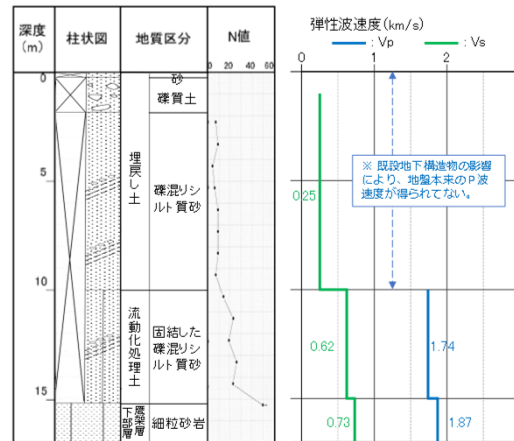 深度
(m)
柱状図
地質区分
N値
0 20 40 60
弾性波速度(km/s)
: Vp
: Vs
0
1
2
0
5
10
15
砂
礫質土
埋戻し土
礫混りシ
ルト質砂
流動化処理土
固結した
礫混りシ
ルト質砂
鷹架層
下部層
細粒砂岩
※ 既設地下構造物の影響
により、地盤本来のP波
速度が得られてない。
0.25
0.62
1.74
0.73
1.87